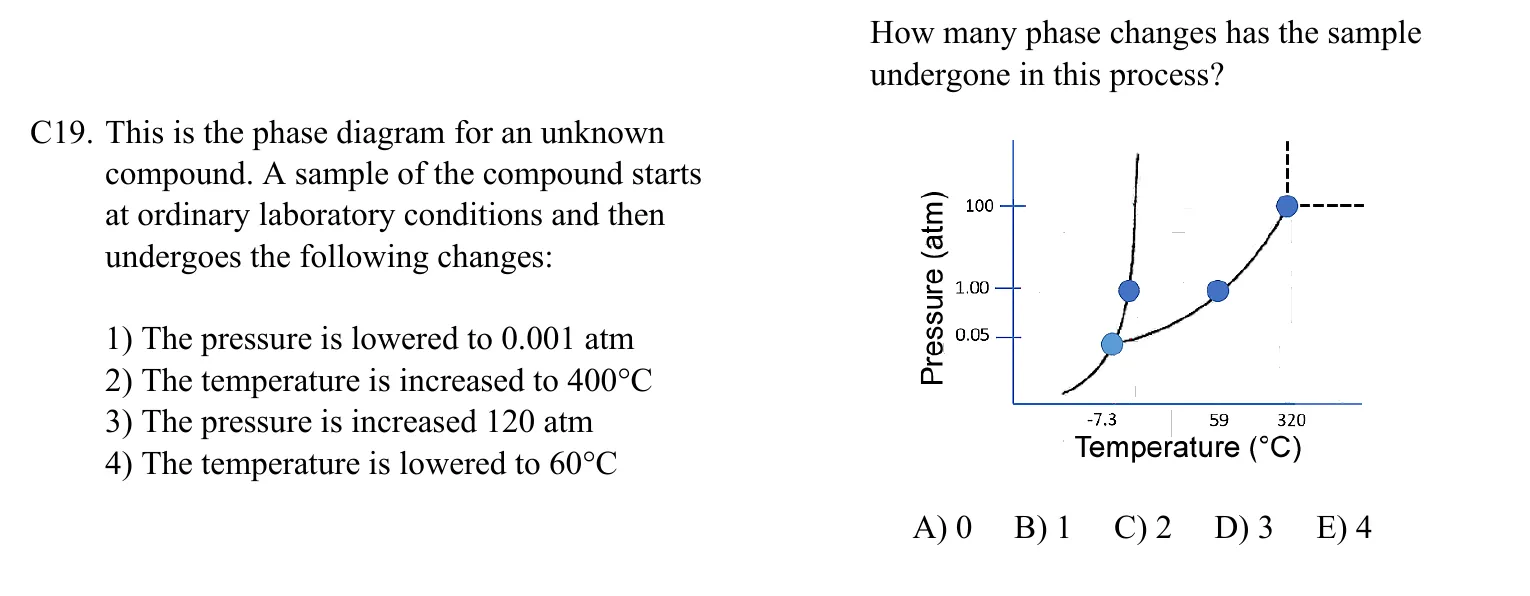 C19. This is the phase diagram for an unknown
compound. A sample of the compound starts
at ordinary laboratory conditions and then
undergoes the following changes:
1) The pressure is lowered to 0.001 atm
2) The temperature is increased to 400°C
3) The pressure is increased 120 atm
4) The temperature is lowered to 60°C
How many phase changes has the sample
undergone in this process?
Pressure (atm)
100
1.00
0.05
-7.3 59 320
Temperature (°C)
A) 0 B) 1 C) 2 D) 3 E) 4